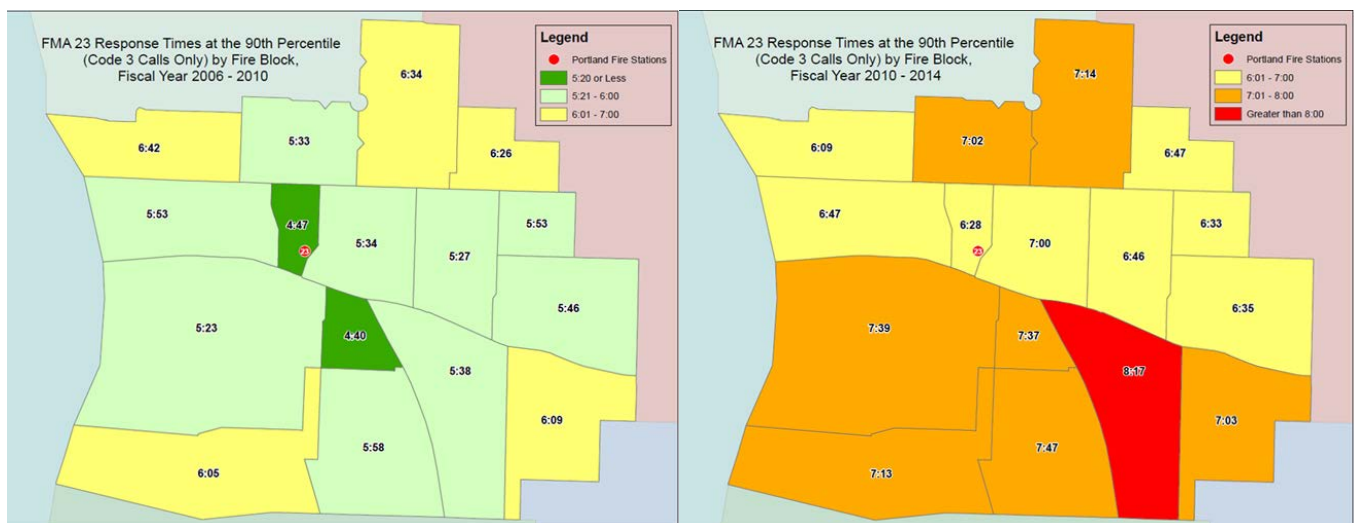 FMA 23 Response Times at the 90th Percentile
(Code 3 Calls Only) by Fire Block,
Fiscal Year 2006 - 2010
Legend
Portland Fire Stations
5:20 or Less
5:21 - 6:00
6:01 - 7:00
6:34
6:42
5:33
6:26
5:53
4:47
23
5:34
5:27
5:53
5:46
5:23
4:40
5:38
6:09
5:58
6:05
FMA 23 Response Times at the 90th Percentile
(Code 3 Calls Only) by Fire Block,
Fiscal Year 2010 - 2014
Legend
Portland Fire Stations
6:01 - 7:00
7:01 - 8:00
Greater than 8:00
7:14
6:09
7:02
6:47
6:47
6:28
23
7:00
6:46
6:33
6:35
7:39
7:37
8:17
7:03
7:47
7:13